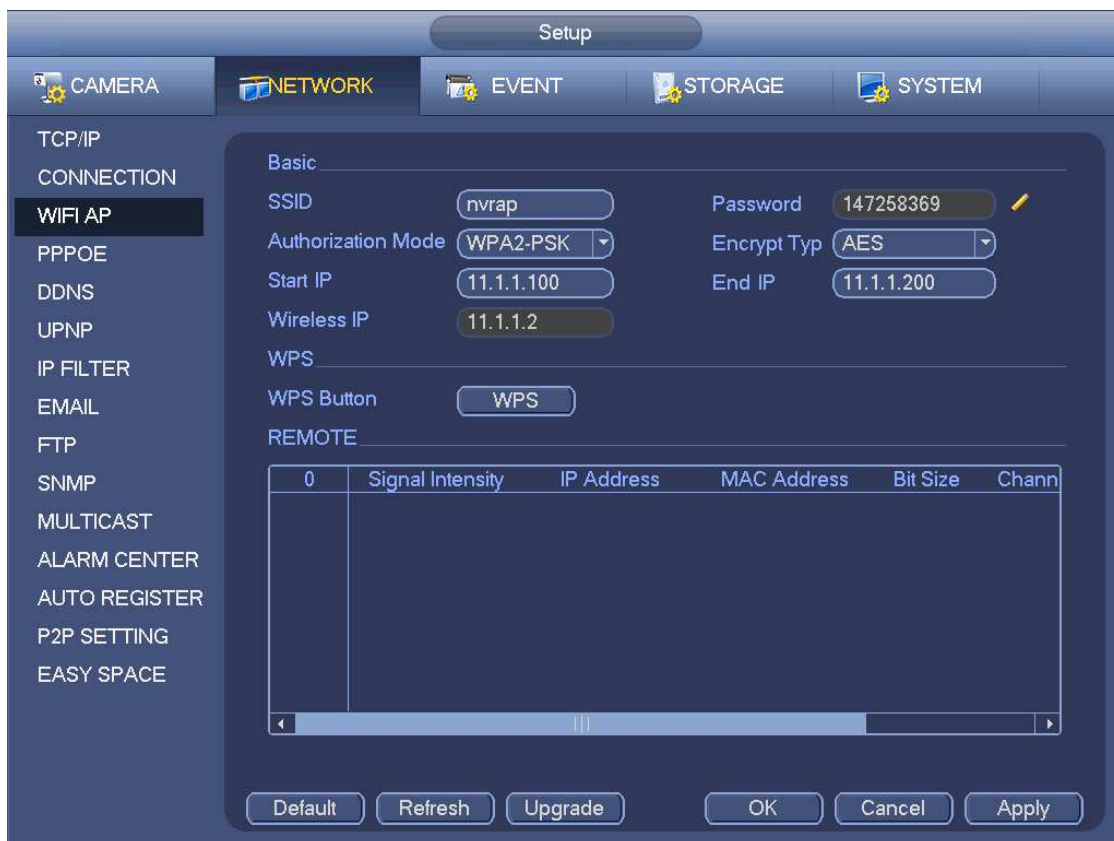 Setup
CAMERA NETWORK EVENT STORAGE SYSTEM
TCP/IP
CONNECTION
WIFI AP
PPPOE
DDNS
UPNP
IP FILTER
EMAIL
FTP
SNMP
MULTICAST
ALARM CENTER
AUTO REGISTER
P2P SETTING
EASY SPACE
Basic
SSID nvrap Password 147258369
Authorization Mode WPA2-PSK Encrypt Typ AES
Start IP 11.1.1.100 End IP 11.1.1.200
Wireless IP 11.1.1.2
WPS
WPS Button WPS
REMOTE
0 Signal Intensity IP Address MAC Address Bit Size Chann
Default Refresh Upgrade OK Cancel Apply